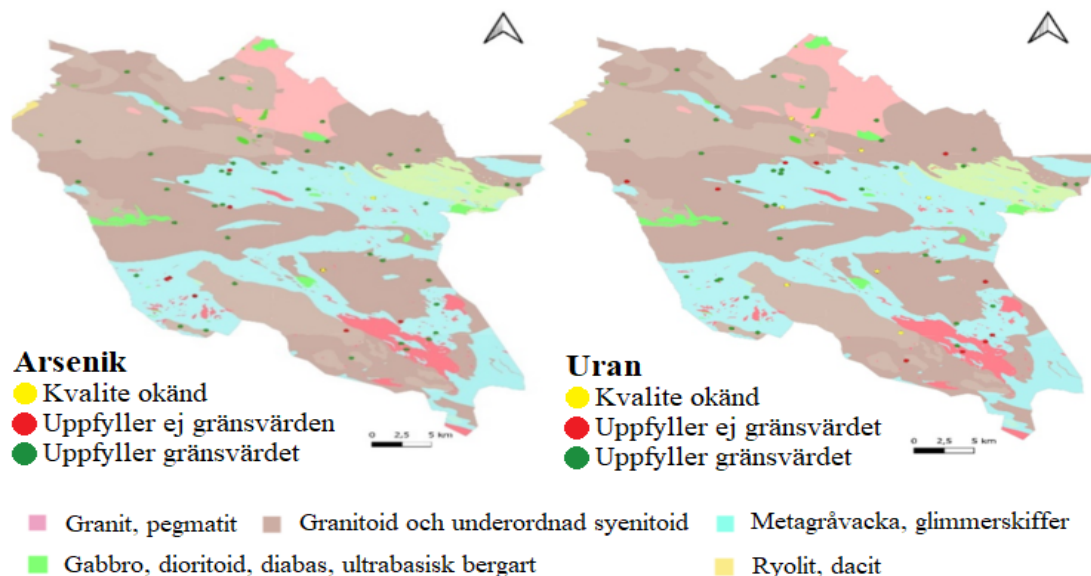 Arsenik
Kvalite okänd
Uppfyller ej gränsvärden
Uppfyller gränsvärdet
0 2,5 5 km
Uran
Kvalite okänd
Uppfyller ej gränsvärdet
Uppfyller gränsvärdet
0 2,5 5 km
Granit, pegmatit
Granitoid och underordnad syenitoid
Metagråvacka, glimmerskiffer
Gabbro, dioritoid, diabas, ultrabasisk bergart
Ryolit, dacit